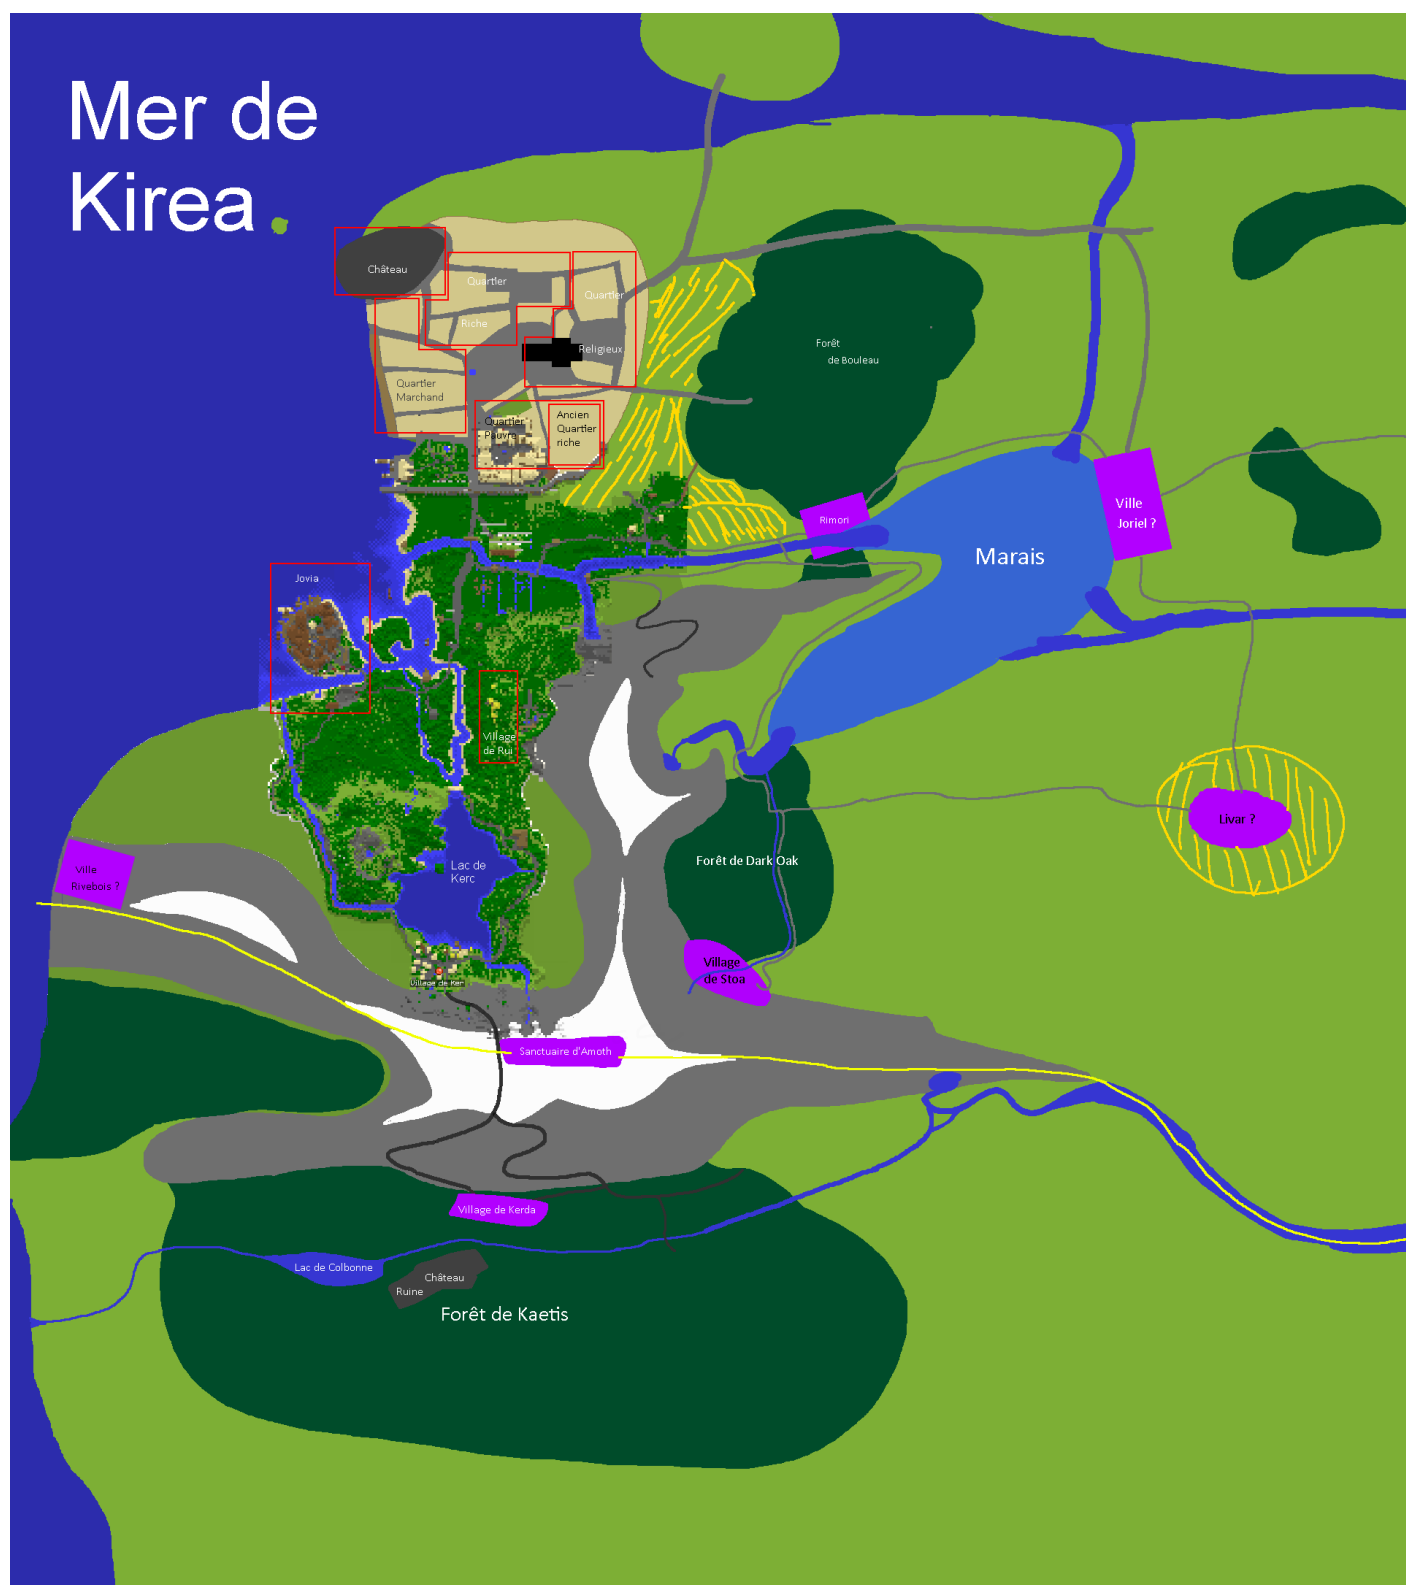 Mer de
Kirea
Château
Quartier
Riche
Quartier
Religieux
Quartier
Marchand
Quartier
Pauvre
Ancien
Quartier
riche
Forêt
de Bouleau
Rimori
Ville
Joriel ?
Marais
Jovia
Village
de Rui
Lac de
Kerc
Livar ?
Forêt de Dark Oak
Ville
Rivebois ?
Village
de Stoa
Village de Ker
Sanctuaire d'Amoth
Village de Kerda
Lac de Colbonne
Château
Ruine
Forêt de Kaetis